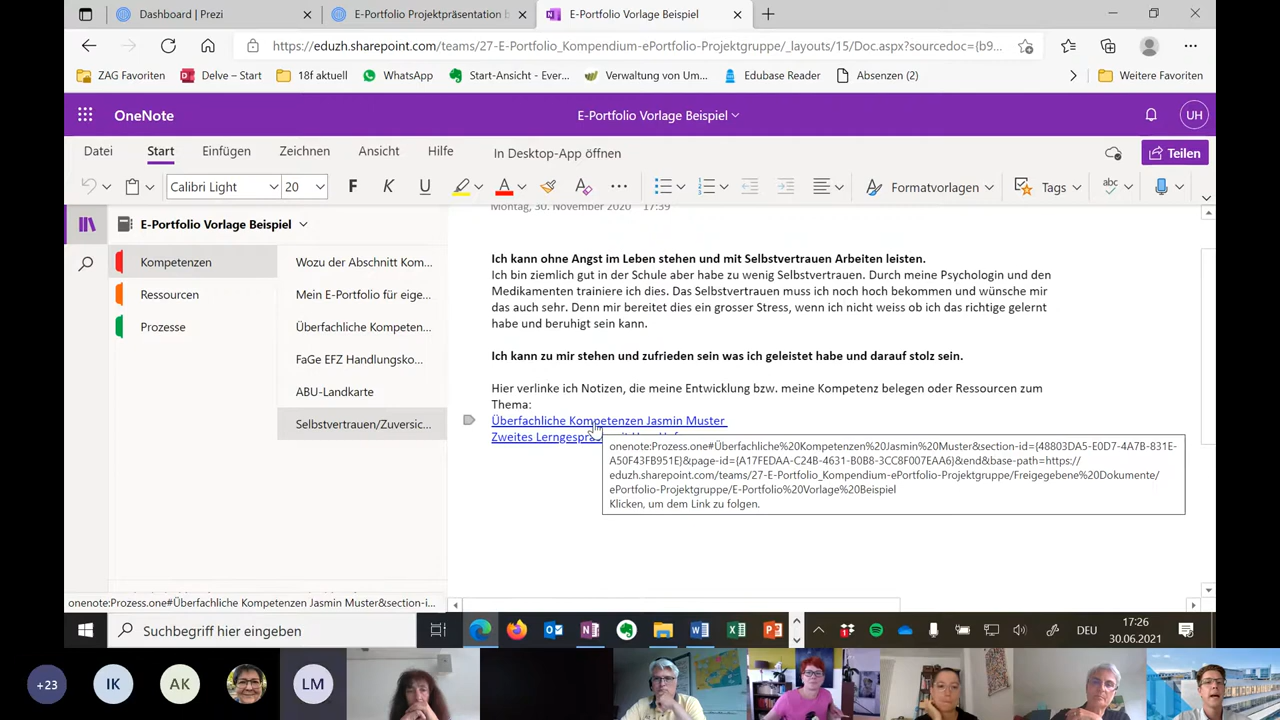 Dashboard | Prezi
E-Portfolio Projektpräsentation b
E-Portfolio Vorlage Beispiel
https://eduzh.sharepoint.com/teams/27-E-Portfolio_Kompendium-ePortfolio-Projektgruppe/_layouts/15/Doc.aspx?sourcedoc={b9...
ZAG Favoriten
Delve – Start
18f aktuell
WhatsApp
Start-Ansicht - Ever...
Verwaltung von Um...
Edubase Reader
Absenzen (2)
Weitere Favoriten
OneNote
E-Portfolio Vorlage Beispiel
UH
Datei
Start
Einfügen
Zeichnen
Ansicht
Hilfe
In Desktop-App öffnen
Teilen
Calibri Light
20
F
K
U
A
Formatvorlagen
Tags
abc
E-Portfolio Vorlage Beispiel
Kompetenzen
Ressourcen
Prozesse
Wozu der Abschnitt Kom...
Mein E-Portfolio für eige...
Überfachliche Kompeten...
FaGe EFZ Handlungsko...
ABU-Landkarte
Selbstvertrauen/Zuversic...
Montag, 30. November 2020 17:39
Ich kann ohne Angst im Leben stehen und mit Selbstvertrauen Arbeiten leisten.
Ich bin ziemlich gut in der Schule aber habe zu wenig Selbstvertrauen. Durch meine Psychologin und den
Medikamenten trainiere ich dies. Das Selbstvertrauen muss ich noch hoch bekommen und wünsche mir
das auch sehr. Denn mir bereitet dies ein grosser Stress, wenn ich nicht weiss ob ich das richtige gelernt
habe und beruhigt sein kann.
Ich kann zu mir stehen und zufrieden sein was ich geleistet habe und darauf stolz sein.
Hier verlinke ich Notizen, die meine Entwicklung bzw. meine Kompetenz belegen oder Ressourcen zum
Thema:
Überfachliche Kompetenzen Jasmin Muster
Zweites Lerngespräc
onenote:Prozess.one#Überfachliche%20Kompetenzen%20Jasmin%20Muster&section-id={48803DA5-E0D7-4A7B-831E-
A50F43FB951E}&page-id={A17FEDAA-C24B-4631-B0B8-3CC8F007EAA6}&end&base-path=https://
eduzh.sharepoint.com/teams/27-E-Portfolio_Kompendium-ePortfolio-Projektgruppe/Freigegebene%20Dokumente/
ePortfolio-Projektgruppe/E-Portfolio%20Vorlage%20Beispiel
Klicken, um dem Link zu folgen.
onenote:Prozess.one#Überfachliche Kompetenzen Jasmin Muster&section-i...
Suchbegriff hier eingeben
DEU
17:26
30.06.2021
+23
IK
AK
LM